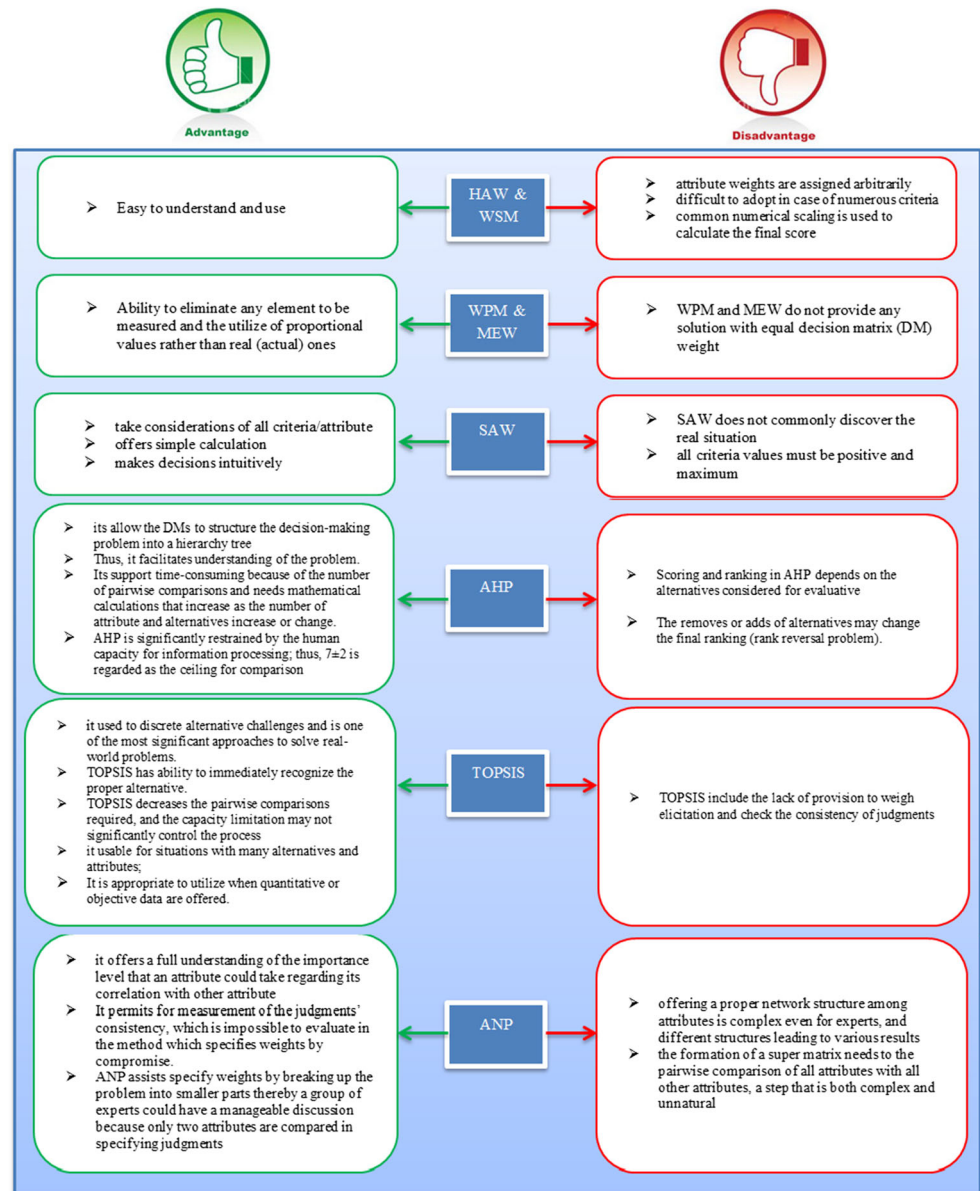 Advantage
Disadvantage
➢ Easy to understand and use
HAW &
WSM
➢ attribute weights are assigned arbitrarily
➢ difficult to adopt in case of numerous criteria
➢ common numerical scaling is used to
calculate the final score
➢ Ability to eliminate any element to be
measured and the utilize of proportional
values rather than real (actual) ones
WPM &
MEW
➢ WPM and MEW do not provide any
solution with equal decision matrix (DM)
weight
➢ take considerations of all criteria/attribute
➢ offers simple calculation
➢ makes decisions intuitively
SAW
➢ SAW does not commonly discover the
real situation
➢ all criteria values must be positive and
maximum
➢ its allow the DMs to structure the decision-making
problem into a hierarchy tree
➢ Thus, it facilitates understanding of the problem.
➢ Its support time-consuming because of the number
of pairwise comparisons and needs mathematical
calculations that increase as the number of
attribute and alternatives increase or change.
➢ AHP is significantly restrained by the human
capacity for information processing; thus, 7±2 is
regarded as the ceiling for comparison
AHP
➢ Scoring and ranking in AHP depends on the
alternatives considered for evaluative
➢ The removes or adds of alternatives may change
the final ranking (rank reversal problem).
➢ it used to discrete alternative challenges and is one
of the most significant approaches to solve real-
world problems.
➢ TOPSIS has ability to immediately recognize the
proper alternative.
➢ TOPSIS decreases the pairwise comparisons
required, and the capacity limitation may not
significantly control the process
➢ it usable for situations with many alternatives and
attributes;
➢ It is appropriate to utilize when quantitative or
objective data are offered.
TOPSIS
➢ TOPSIS include the lack of provision to weigh
elicitation and check the consistency of judgments
➢ it offers a full understanding of the importance
level that an attribute could take regarding its
correlation with other attribute
➢ It permits for measurement of the judgments'
consistency, which is impossible to evaluate in
the method which specifies weights by
compromise.
➢ ANP assists specify weights by breaking up the
problem into smaller parts thereby a group of
experts could have a manageable discussion
because only two attributes are compared in
specifying judgments
ANP
➢ offering a proper network structure among
attributes is complex even for experts, and
different structures leading to various results
➢ the formation of a super matrix needs to the
pairwise comparison of all attributes with all
other attributes, a step that is both complex and
unnatural